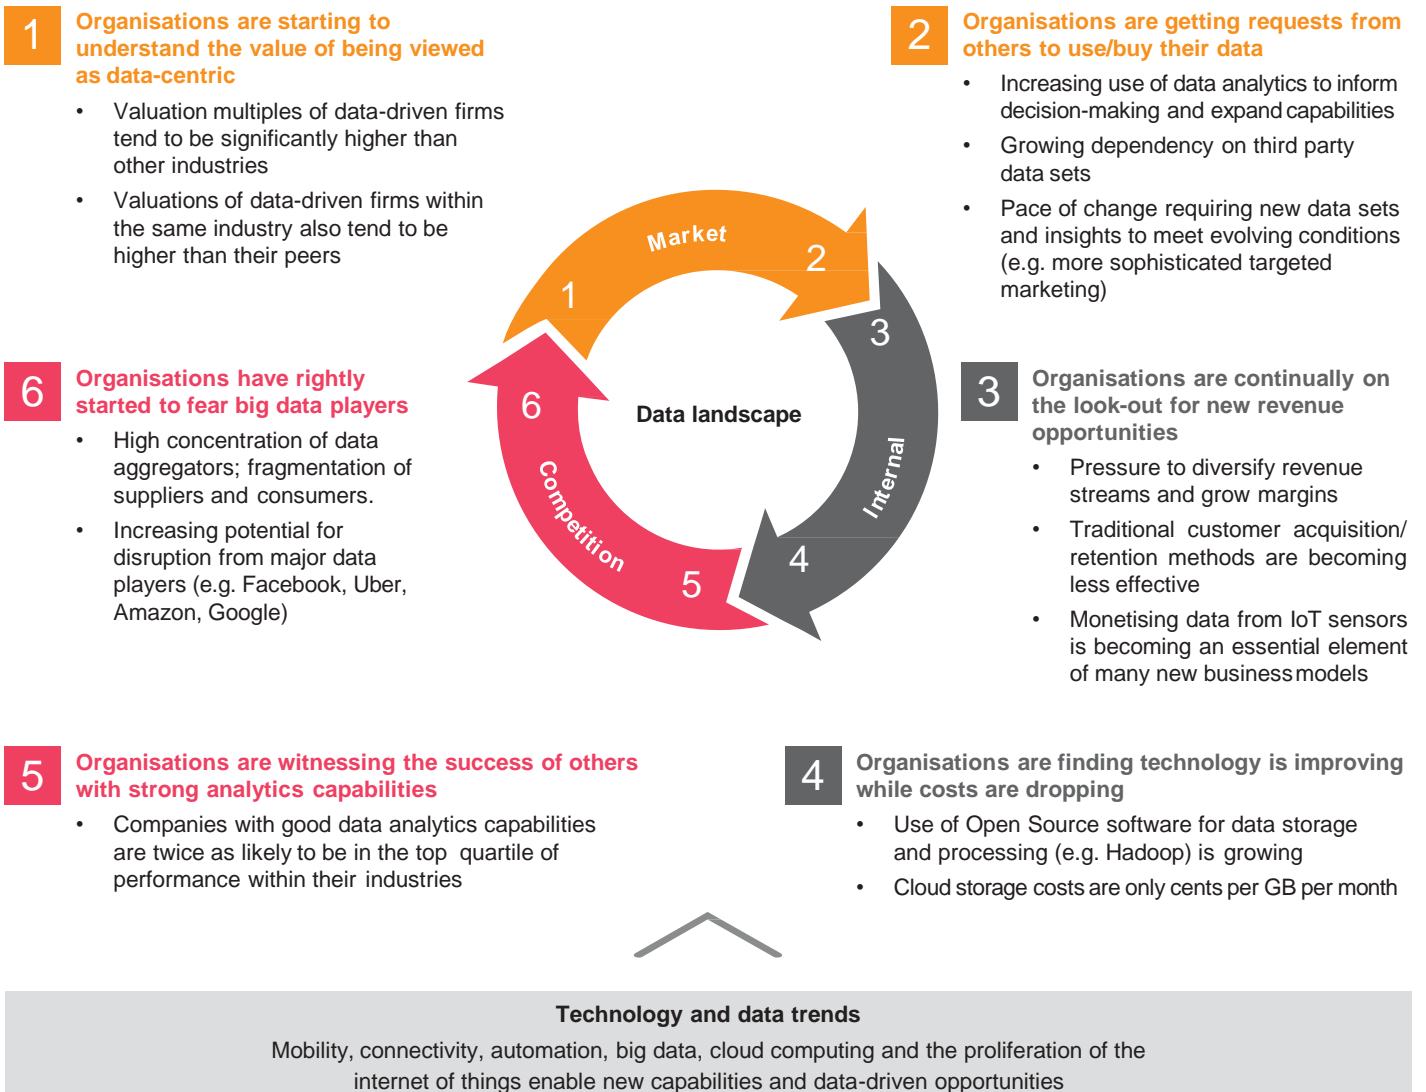 1
Organisations are starting to
understand the value of being viewed
as data-centric
• Valuation multiples of data-driven firms
tend to be significantly higher than
other industries
• Valuations of data-driven firms within
the same industry also tend to be
higher than their peers
2
Organisations are getting requests from
others to use/buy their data
• Increasing use of data analytics to inform
decision-making and expand capabilities
• Growing dependency on third party
data sets
• Pace of change requiring new data sets
and insights to meet evolving conditions
(e.g. more sophisticated targeted
marketing)
Market
1
2
3
Internal
4
5
Competition
6
Data landscape
6
Organisations have rightly
started to fear big data players
• High concentration of data
aggregators; fragmentation of
suppliers and consumers.
• Increasing potential for
disruption from major data
players (e.g. Facebook, Uber,
Amazon, Google)
3
Organisations are continually on
the look-out for new revenue
opportunities
• Pressure to diversify revenue
streams and grow margins
• Traditional customer acquisition/
retention methods are becoming
less effective
• Monetising data from IoT sensors
is becoming an essential element
of many new business models
5
Organisations are witnessing the success of others
with strong analytics capabilities
• Companies with good data analytics capabilities
are twice as likely to be in the top quartile of
performance within their industries
4
Organisations are finding technology is improving
while costs are dropping
• Use of Open Source software for data storage
and processing (e.g. Hadoop) is growing
• Cloud storage costs are only cents per GB per month
Technology and data trends
Mobility, connectivity, automation, big data, cloud computing and the proliferation of the
internet of things enable new capabilities and data-driven opportunities